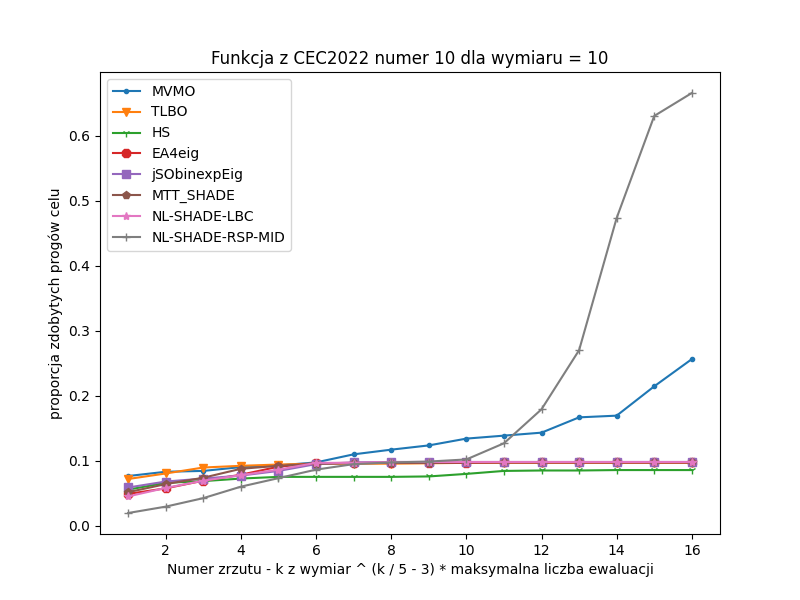 Funkcja z CEC2022 numer 10 dla wymiaru = 10
MVMO
TLBO
HS
EA4eig
jSObinexpEig
MTT_SHADE
NL-SHADE-LBC
NL-SHADE-RSP-MID
proporcja zdobytych progów celu
0.6
0.5
0.4
0.3
0.2
0.1
0.0
2 4 6 8 10 12 14 16
Numer zrzutu - k z wymiar ^ (k / 5 - 3) * maksymalna liczba ewaluacji